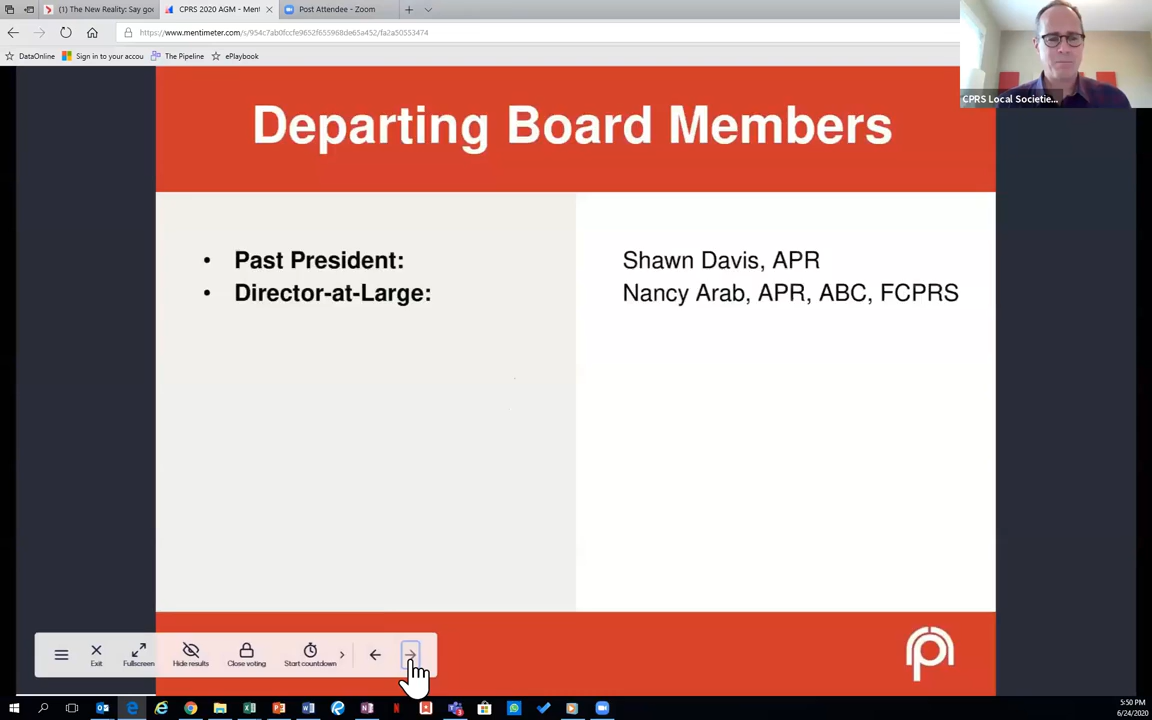 (1) The New Reality: Say goo
CPRS 2020 AGM - Ment
Post Attendee - Zoom
https://www.mentimeter.com/s/954c7ab0fccfe9652f655968de65a452/fa2a50553474
DataOnline
Sign in to your accou
The Pipeline
ePlaybook
CPRS Local Societie...
Departing Board Members
• Past President: Shawn Davis, APR
• Director-at-Large: Nancy Arab, APR, ABC, FCPRS
Exit
Fullscreen
Hide results
Close voting
Start countdown
5:50 PM
6/24/2020